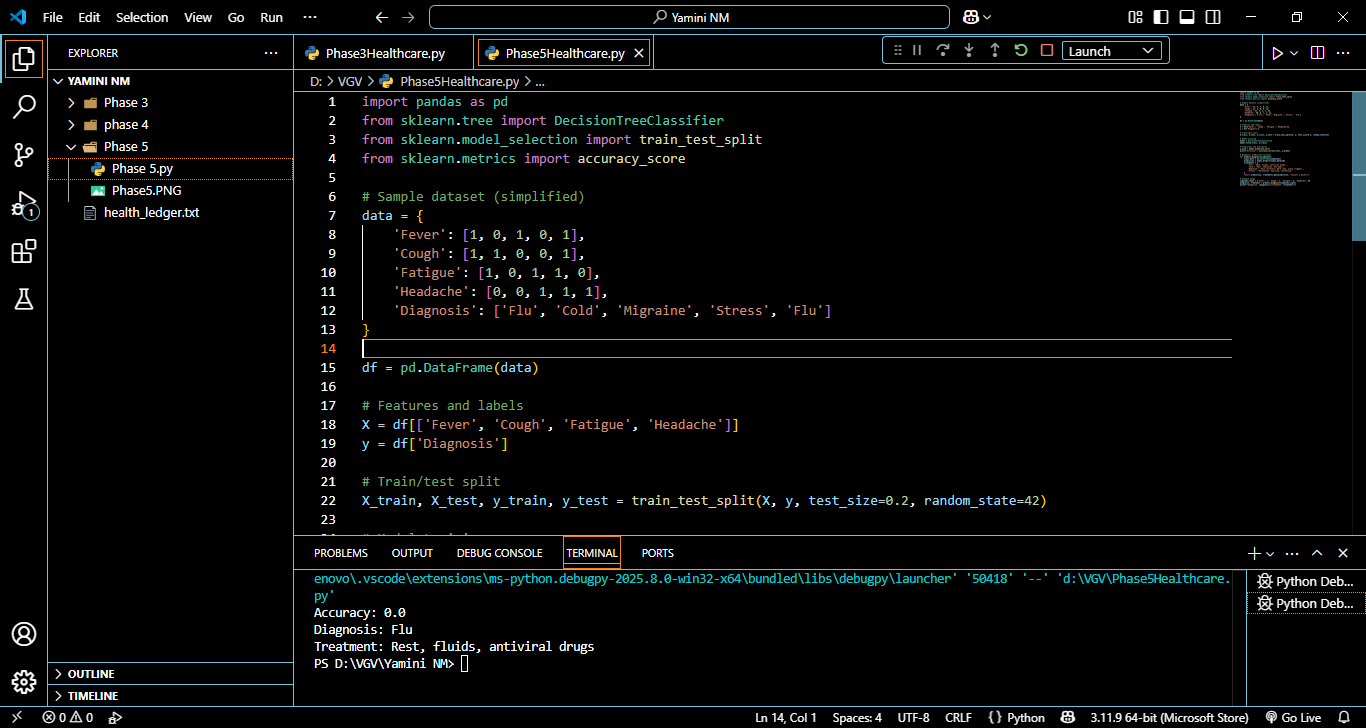 File Edit Selection View Go Run ··· Yamini NM
EXPLORER ···
YAMINI NM
Phase 3
phase 4
Phase 5
Phase 5.py
Phase5.PNG
health_ledger.txt
OUTLINE
TIMELINE
Phase3Healthcare.py Phase5Healthcare.py Launch
D: > VGV > Phase5Healthcare.py > ...
1 import pandas as pd
2 from sklearn.tree import DecisionTreeClassifier
3 from sklearn.model_selection import train_test_split
4 from sklearn.metrics import accuracy_score
5
6 # Sample dataset (simplified)
7 data = {
8 'Fever': [1, 0, 1, 0, 1],
9 'Cough': [1, 1, 0, 0, 1],
10 'Fatigue': [1, 0, 1, 1, 0],
11 'Headache': [0, 0, 1, 1, 1],
12 'Diagnosis': ['Flu', 'Cold', 'Migraine', 'Stress', 'Flu']
13 }
14
15 df = pd.DataFrame(data)
16
17 # Features and labels
18 X = df[['Fever', 'Cough', 'Fatigue', 'Headache']]
19 y = df['Diagnosis']
20
21 # Train/test split
22 X_train, X_test, y_train, y_test = train_test_split(X, y, test_size=0.2, random_state=42)
23
PROBLEMS OUTPUT DEBUG CONSOLE TERMINAL PORTS
enovo\.vscode\extensions\ms-python.debugpy-2025.8.0-win32-x64\bundled\libs\debugpy\launcher' '50418' '--' 'd:\VGV\Phase5Healthcare.
py'
Accuracy: 0.0
Diagnosis: Flu
Treatment: Rest, fluids, antiviral drugs
PS D:\VGV\Yamini NM>
Python Deb...
Python Deb...
1
0 0 Ln 14, Col 1 Spaces: 4 UTF-8 CRLF {} Python 3.11.9 64-bit (Microsoft Store) Go Live